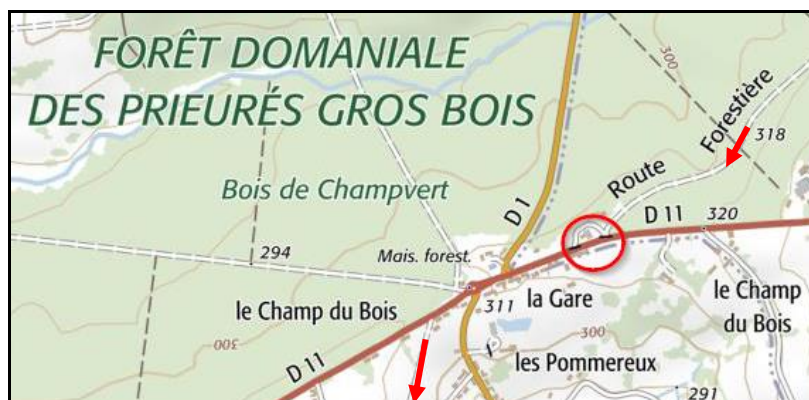 FORÊT DOMANIALE
DES PRIEURÉS GROS BOIS
300
Forestière
318
Route
Bois de Champvert
D 1
D 11
320
294
Mais. forest.
le Champ du Bois
311
la Gare
le Champ
du Bois
300
300
D 11
les Pommereux
291